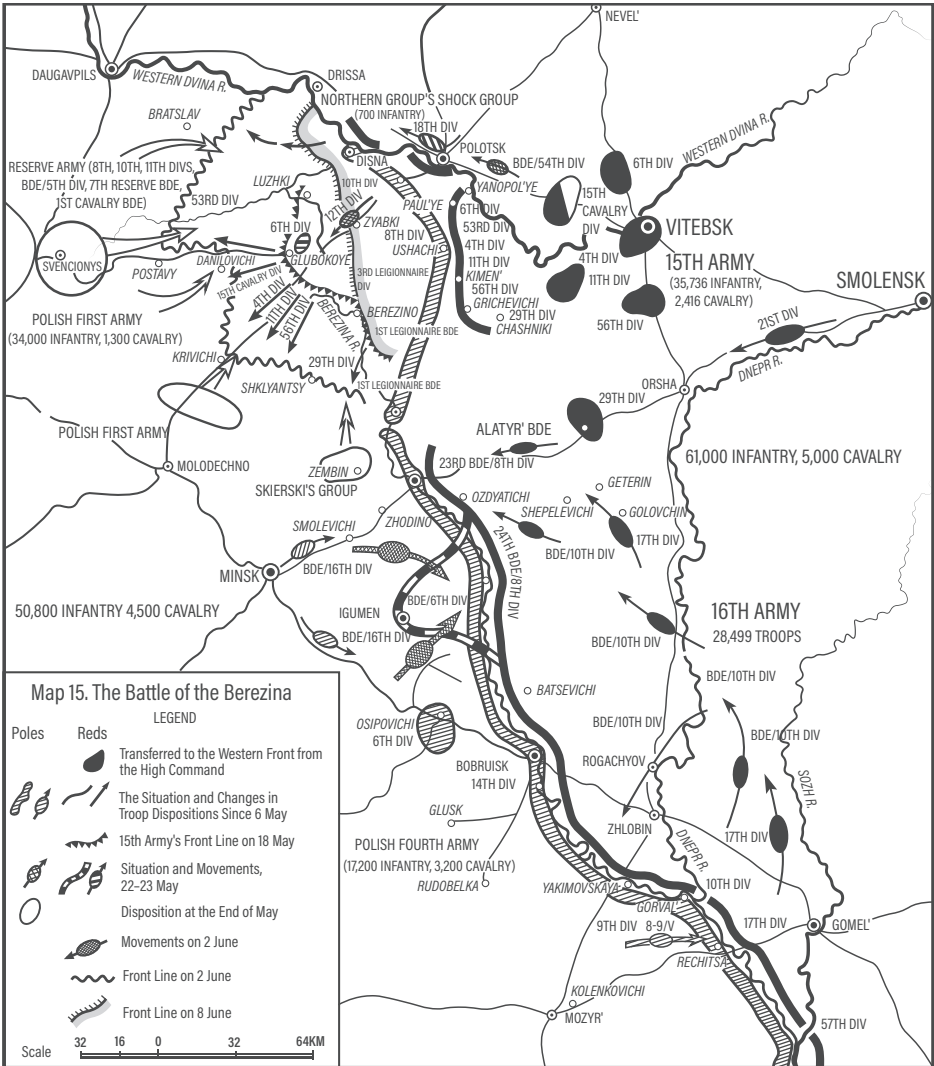 NEVEL'
DAUGAVPILS
WESTERN DVINA R.
DRISSA
BRATSLAV
NORTHERN GROUP'S SHOCK GROUP
(700 INFANTRY)
18TH DIV
POLOTSK
WESTERN DVINA R.
DISNA
BDE/54TH DIV
6TH DIV
RESERVE ARMY (8TH, 10TH, 11TH DIVS,
BDE/5TH DIV, 7TH RESERVE BDE,
1ST CAVALRY BDE)
LUZHKI
10TH DIV
YANOPOL'YE
15TH
CAVALRY
DIV
53RD DIV
12TH DIV
PAUL'YE
6TH DIV
6TH DIV
ZYABKI
8TH DIV
53RD DIV
VITEBSK
USHACHI
4TH DIV
4TH DIV
SVENCIONYS
DANILOVICHI
GLUBOKOYE
11TH DIV
15TH ARMY
(35,736 INFANTRY,
2,416 CAVALRY)
POSTAVY
3RD LEGIONNAIRE
DIV
KIMEN'
11TH DIV
SMOLENSK
15TH CAVALRY DIV
4TH DIV
11TH DIV
56TH DIV
56TH DIV
GRICHEVICHI
BEREZINA R.
BEREZINO
29TH DIV
CHASHNIKI
56TH DIV
21ST DIV
POLISH FIRST ARMY
(34,000 INFANTRY, 1,300 CAVALRY)
1ST LEGIONNAIRE BDE
DNEPR R.
KRIVICHI
29TH DIV
SHKLYANTSY
1ST LEGIONNAIRE BDE
ORSHA
29TH DIV
POLISH FIRST ARMY
ALATYR' BDE
MOLODECHNO
ZEMBIN
SKIERSKI'S GROUP
23RD BDE/8TH DIV
61,000 INFANTRY, 5,000 CAVALRY
GETERIN
OZDYATICHI
SHEPELEVICHI
GOLOVCHIN
SMOLEVICHI
ZHODINO
24TH BDE/8TH DIV
17TH DIV
BDE/10TH DIV
MINSK
BDE/16TH DIV
50,800 INFANTRY 4,500 CAVALRY
IGUMEN
BDE/6TH DIV
16TH ARMY
28,499 TROOPS
BDE/16TH DIV
BDE/10TH DIV
BDE/10TH DIV
BATSEVICHI
OSIPOVICHI
6TH DIV
BDE/10TH DIV
BDE/10TH DIV
ROGACHYOV
SOZH R.
BOBRUISK
14TH DIV
GLUSK
ZHLOBIN
POLISH FOURTH ARMY
(17,200 INFANTRY, 3,200 CAVALRY)
DNEPR R.
17TH DIV
RUDOBELKA
YAKIMOVSKAYA
10TH DIV
GORVAL'
9TH DIV 8-9/V
17TH DIV
GOMEL'
RECHITSA
KOLENKOVICHI
MOZYR'
57TH DIV
Map 15. The Battle of the Berezina
LEGEND
Poles
Reds
Transferred to the Western Front from
the High Command
The Situation and Changes in
Troop Dispositions Since 6 May
15th Army's Front Line on 18 May
Situation and Movements,
22–23 May
Disposition at the End of May
Movements on 2 June
Front Line on 2 June
Front Line on 8 June
Scale
32 16 0 32 64KM